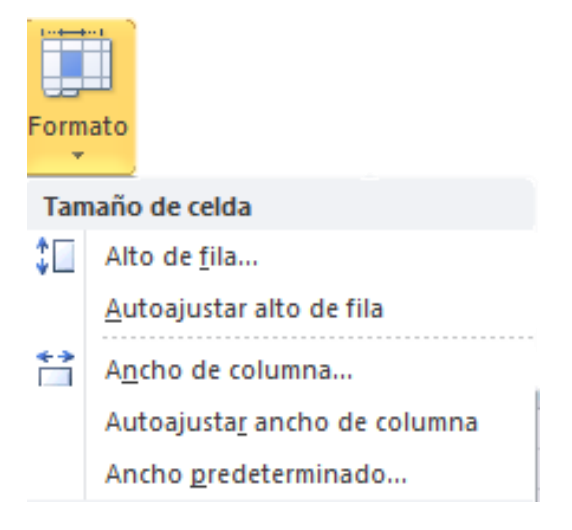 Formato
Tamaño de celda
Alto de fila...
Autoajustar alto de fila
Ancho de columna...
Autoajustar ancho de columna
Ancho predeterminado...